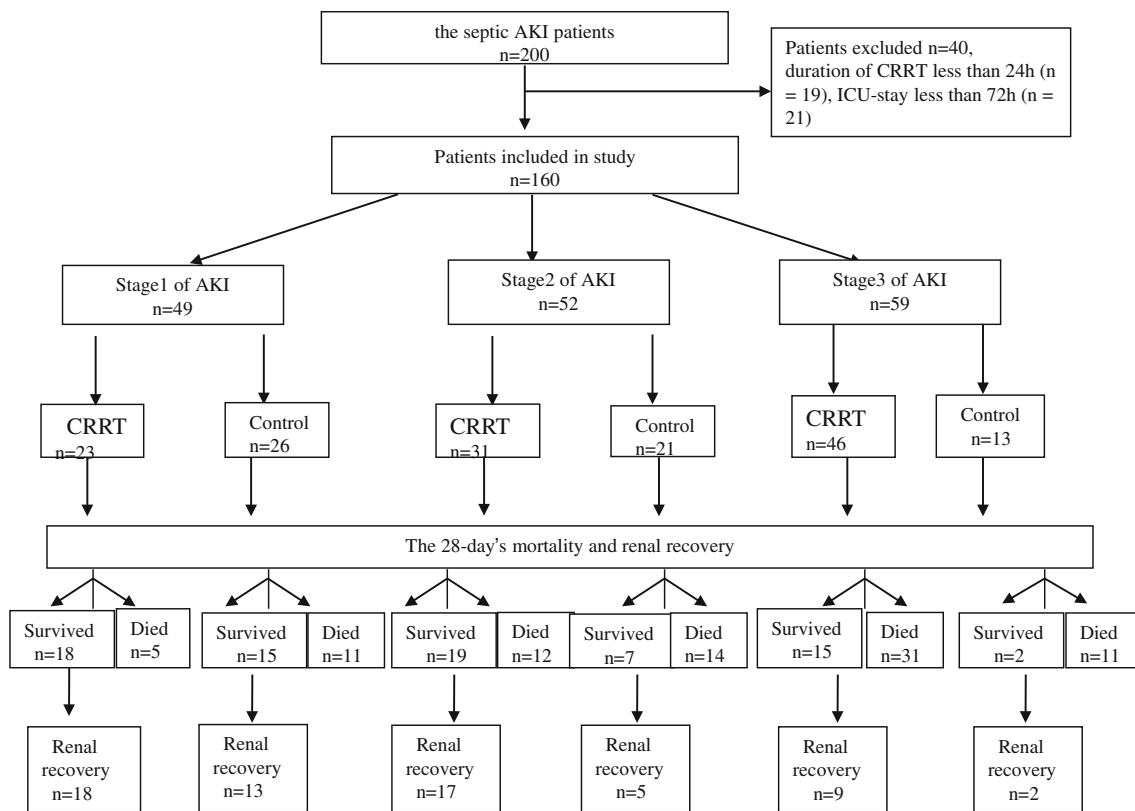 the septic AKI patients
n=200
Patients excluded n=40,
duration of CRRT less than 24h (n
= 19), ICU-stay less than 72h (n =
21)
Patients included in study
n=160
Stage1 of AKI
n=49
Stage2 of AKI
n=52
Stage3 of AKI
n=59
CRRT
n=23
Control
n=26
CRRT
n=31
Control
n=21
CRRT
n=46
Control
n=13
The 28-day's mortality and renal recovery
Survived
n=18
Died
n=5
Survived
n=15
Died
n=11
Survived
n=19
Died
n=12
Survived
n=7
Died
n=14
Survived
n=15
Died
n=31
Survived
n=2
Died
n=11
Renal
recovery
n=18
Renal
recovery
n=13
Renal
recovery
n=17
Renal
recovery
n=5
Renal
recovery
n=9
Renal
recovery
n=2